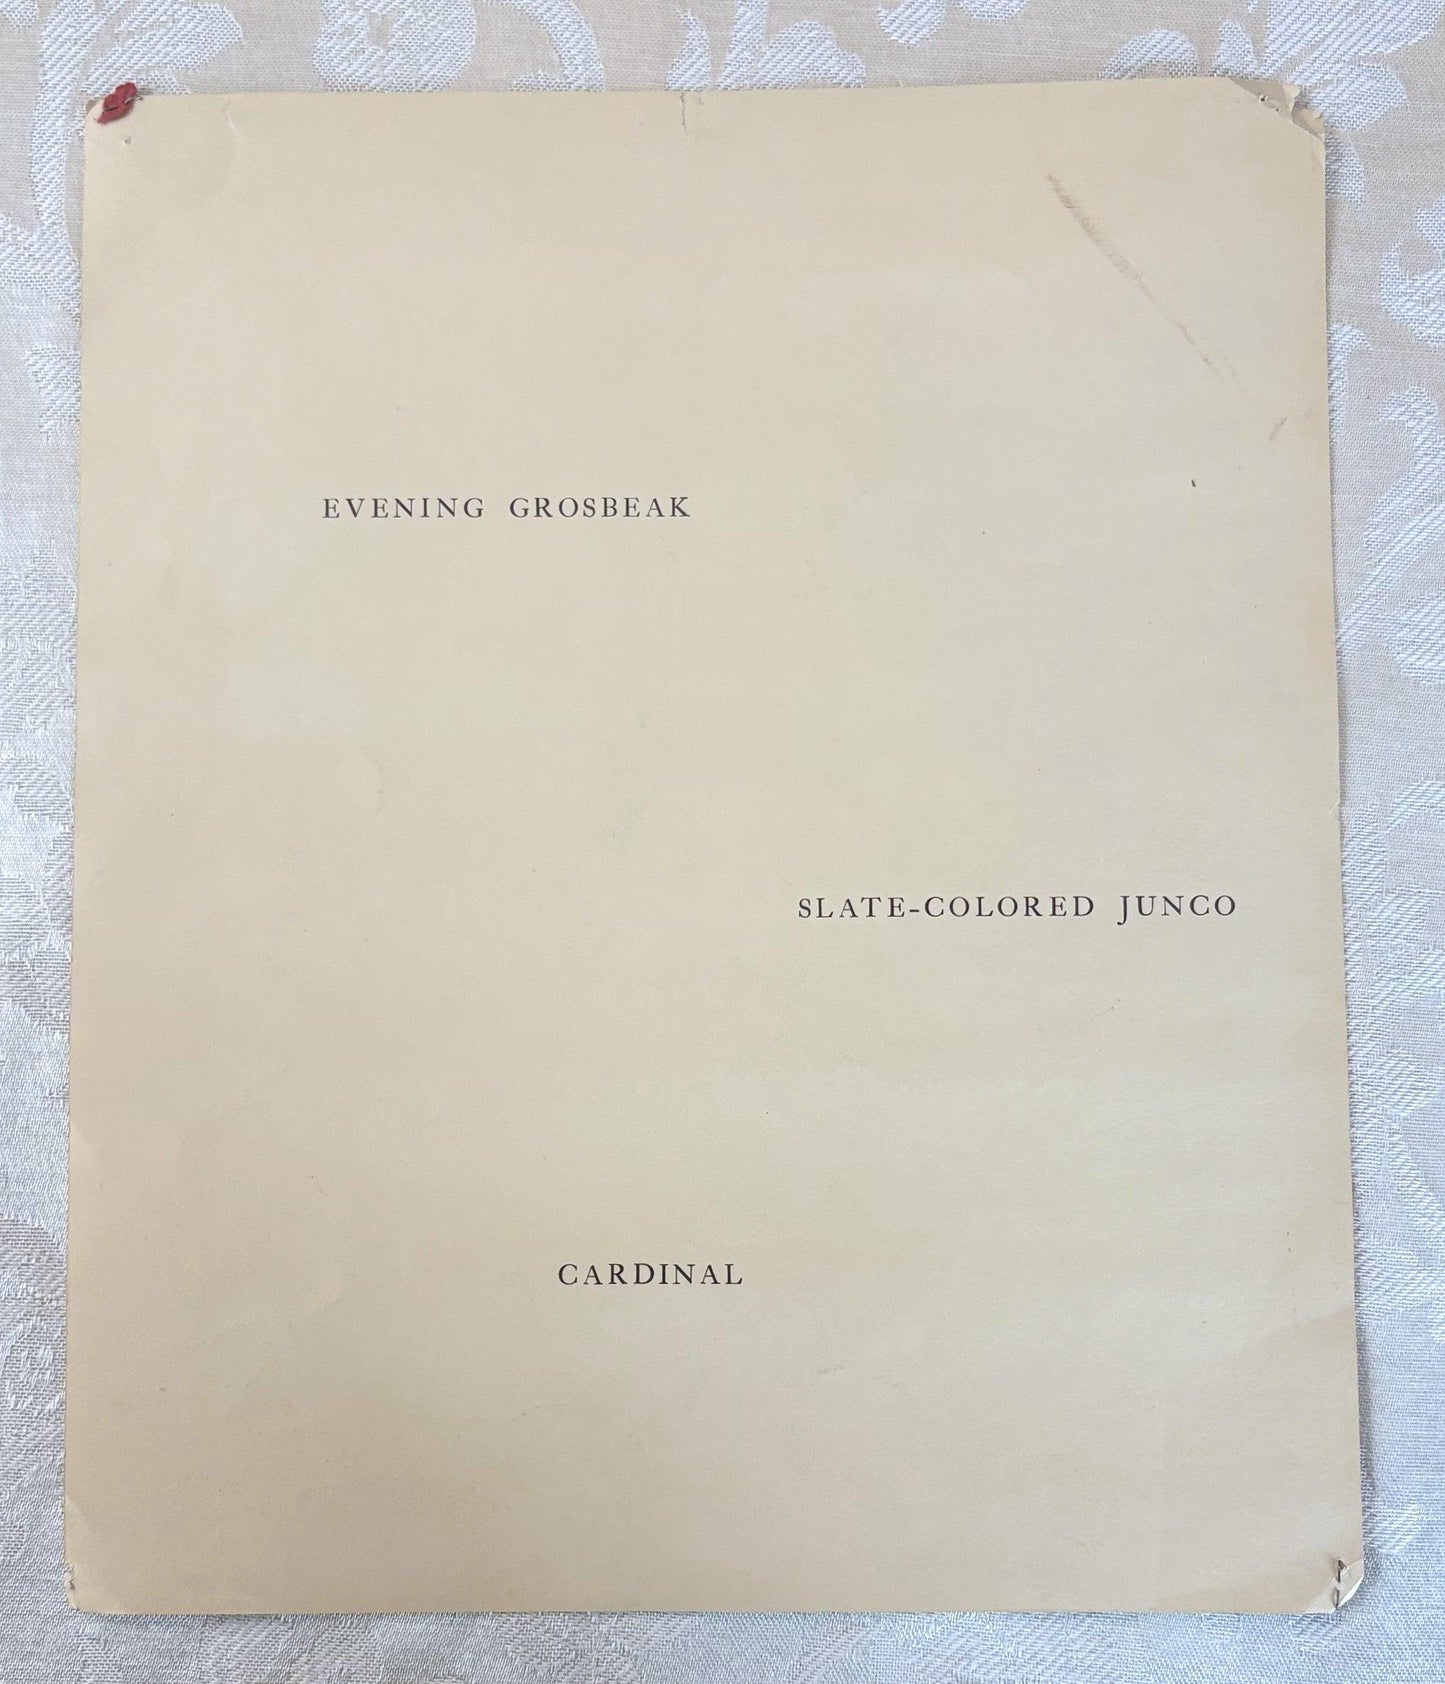 EVENING GROSBEAK
SLATE-COLORED JUNCO
CARDINAL